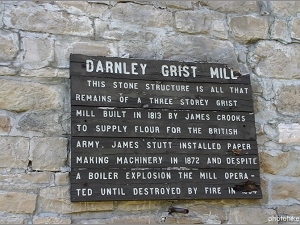 DARNLEY GRIST MILL
THIS STONE STRUCTURE IS ALL THAT
REMAINS OF A THREE STOREY GRIST
MILL BUILT IN 1813 BY JAMES CROOKS
TO SUPPLY FLOUR FOR THE BRITISH
ARMY. JAMES STUTT INSTALLED PAPER
MAKING MACHINERY IN 1872 AND DESPITE
A BOILER EXPLOSION THE MILL OPERA-
TED UNTIL DESTROYED BY FIRE IN